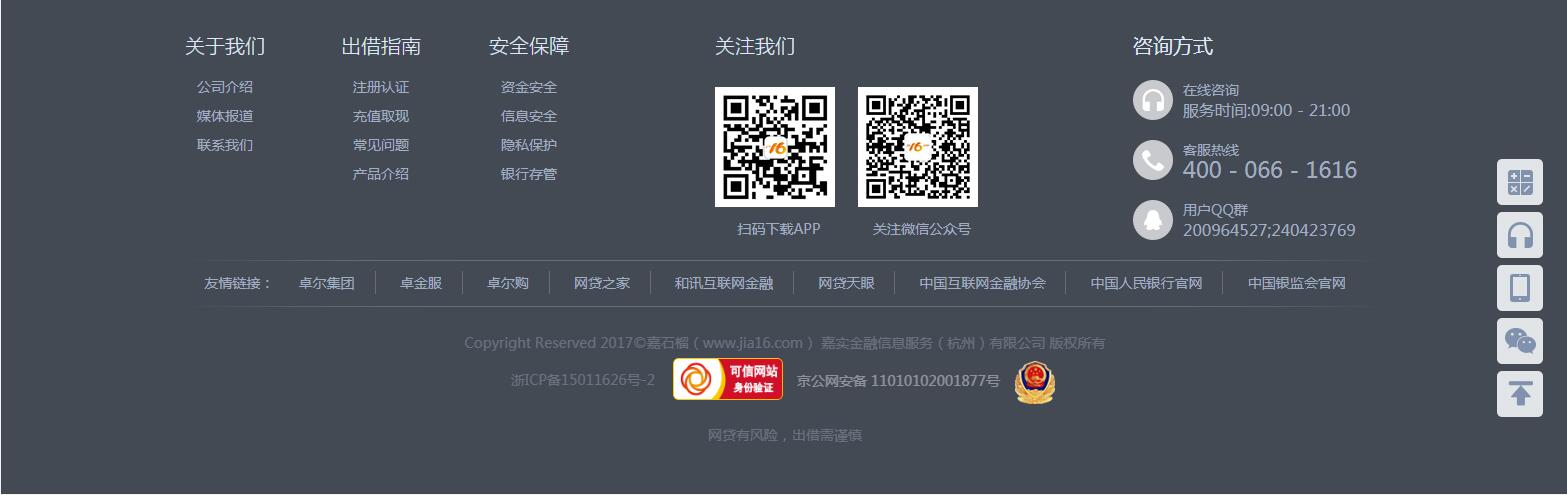 关于我们
公司介绍
媒体报道
联系我们
出借指南
注册认证
充值取现
常见问题
产品介绍
安全保障
资金安全
信息安全
隐私保护
银行存管
关注我们
16
扫码下载APP
16
关注微信公众号
咨询方式
在线咨询
服务时间:09:00 - 21:00
客服热线
400 - 066 - 1616
用户QQ群
200964527;240423769
友情链接： 卓尔集团 卓金服 卓尔购 网贷之家 和讯互联网金融 网贷天眼 中国互联网金融协会 中国人民银行官网 中国银监会官网
Copyright Reserved 2017©嘉石榴（www.jia16.com） 嘉实金融信息服务（杭州）有限公司 版权所有
浙ICP备15011626号-2 可信网站 身份验证 京公网安备 11010102001877号
网贷有风险，出借需谨慎